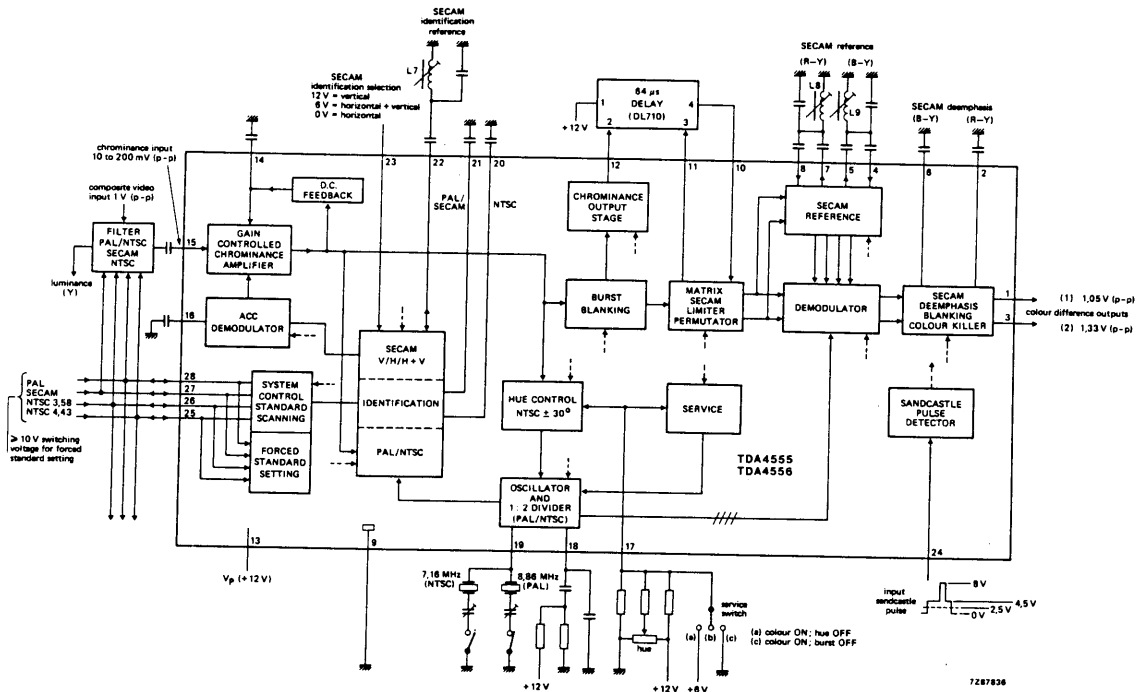 SECAM
identification
reference
L7
SECAM
identification selection
12 V = vertical
6 V = horizontal + vertical
0 V = horizontal
64 µs
DELAY
(DL710)
1
2
3
4
+12V
SECAM reference
(R-Y) (B-Y)
L8
L9
SECAM deemphasis
(B-Y)
(R-Y)
chrominance input
10 to 200 mV (p-p)
composite video
input 1 V (p-p)
14
23
22
21
20
12
11
10
8
7
5
4
6
2
D.C.
FEEDBACK
PAL/
SECAM
NTSC
CHROMINANCE
OUTPUT
STAGE
SECAM
REFERENCE
FILTER
PAL/NTSC
SECAM
NTSC
15
GAIN
CONTROLLED
CHROMINANCE
AMPLIFIER
luminance
(Y)
BURST
BLANKING
MATRIX
SECAM
LIMITER
PERMUTATOR
DEMODULATOR
SECAM
DEEMPHASIS
BLANKING
COLOUR KILLER
1
3
(1) 1,05 V (p-p)
colour difference outputs
(2) 1,33 V (p-p)
16
ACC
DEMODULATOR
SECAM
V/H/H + V
IDENTIFICATION
PAL/NTSC
PAL
SECAM
NTSC 3,58
NTSC 4,43
28
27
26
25
SYSTEM
CONTROL
STANDARD
SCANNING
FORCED
STANDARD
SETTING
HUE CONTROL
NTSC ± 30°
SERVICE
SANDCASTLE
PULSE
DETECTOR
≥ 10 V switching
voltage for forced
standard setting
TDA4555
TDA4556
OSCILLATOR
AND
1 : 2 DIVIDER
(PAL/NTSC)
13
9
19
18
17
24
Vp (+12V)
7,16 MHz
(NTSC)
8,86 MHz
(PAL)
service
switch
hue
(a)
(b)
(c)
(a) colour ON; hue OFF
(c) colour ON; burst OFF
input
sandcastle
pulse
8V
4,5 V
2,5 V
0V
+12V
+12V
+6V
7Z87836